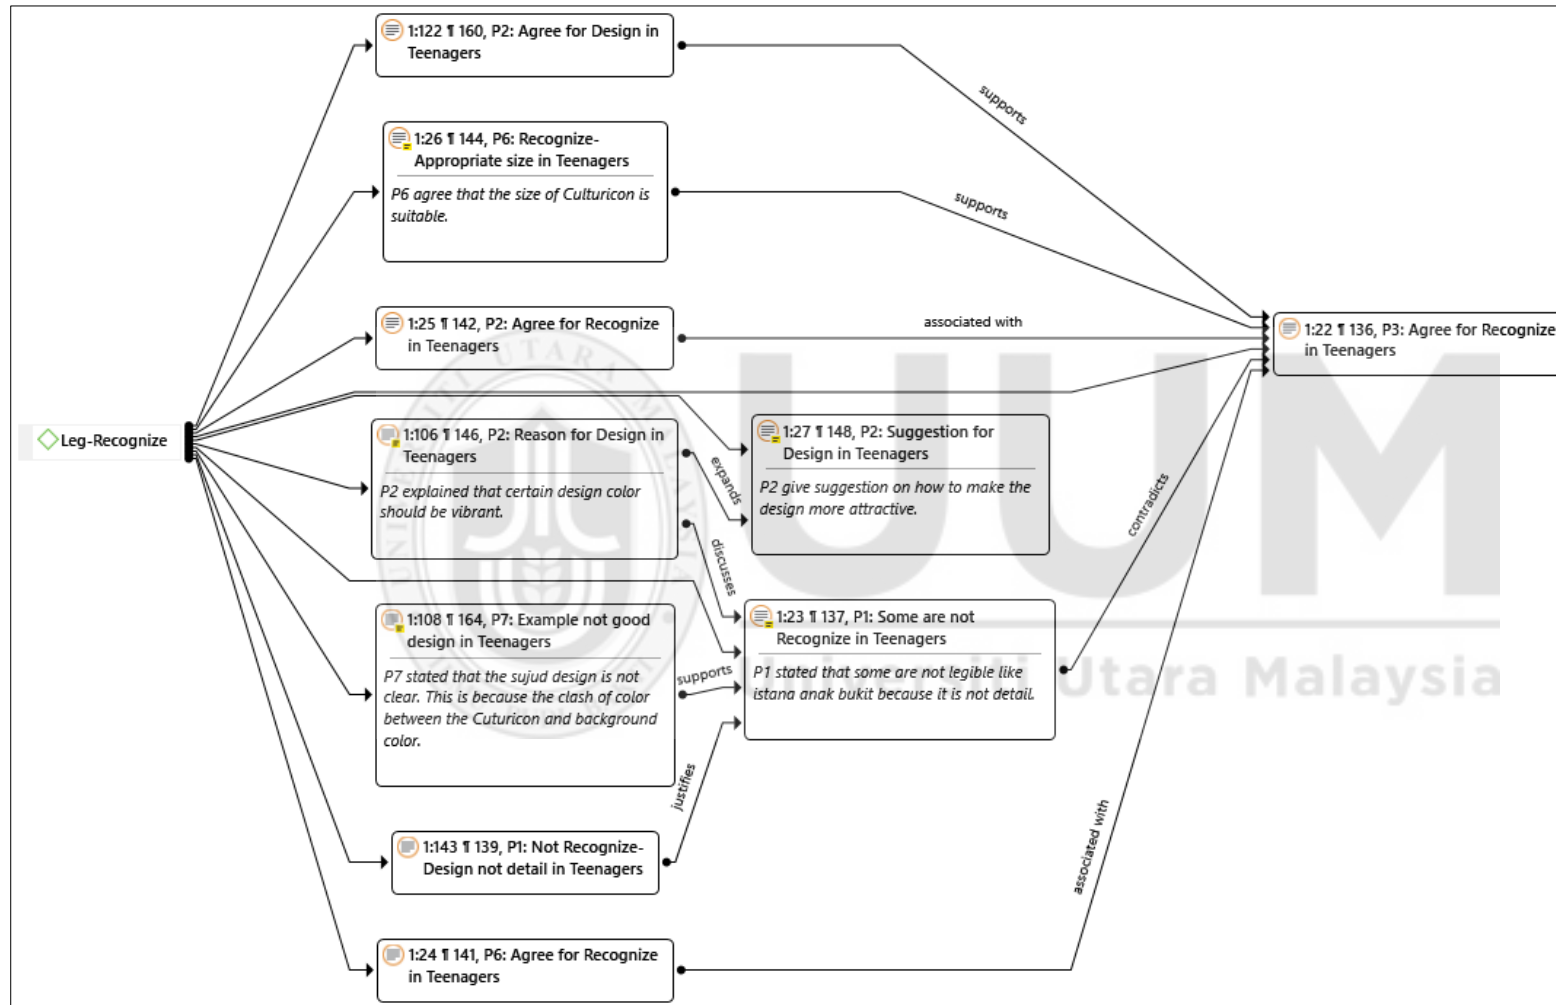 1:122 ¶ 160, P2: Agree for Design in
Teenagers
supports
1:26 ¶ 144, P6: Recognize-
Appropriate size in Teenagers
P6 agree that the size of Culturicon is
suitable.
supports
1:25 ¶ 142, P2: Agree for Recognize
in Teenagers
associated with
1:22 ¶ 136, P3: Agree for Recognize
in Teenagers
Leg-Recognize
1:106 ¶ 146, P2: Reason for Design in
Teenagers
P2 explained that certain design color
should be vibrant.
expands
1:27 ¶ 148, P2: Suggestion for
Design in Teenagers
P2 give suggestion on how to make the
design more attractive.
discusses
contradicts
1:108 ¶ 164, P7: Example not good
design in Teenagers
P7 stated that the sujud design is not
clear. This is because the clash of color
between the Cuturicon and background
color.
supports
1:23 ¶ 137, P1: Some are not
Recognize in Teenagers
P1 stated that some are not legible like
istana anak bukit because it is not detail.
justifies
1:143 ¶ 139, P1: Not Recognize-
Design not detail in Teenagers
associated with
1:24 ¶ 141, P6: Agree for Recognize
in Teenagers
UNIVERSITI UTARA MALAYSIA
UUM
Universiti Utara Malaysia